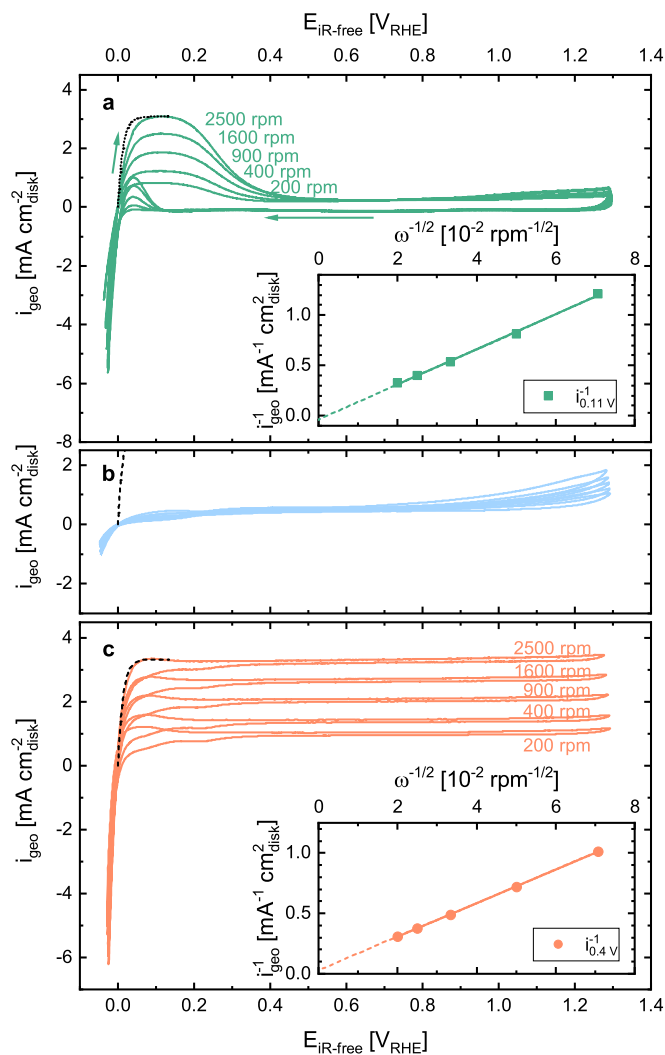 E_iR-free [V_RHE]
0.0 0.2 0.4 0.6 0.8 1.0 1.2 1.4
a
4
2
0
-2
-4
-6
-8
i_geo [mA cm⁻²_disk]
2500 rpm
1600 rpm
900 rpm
400 rpm
200 rpm
ω⁻¹/² [10⁻² rpm⁻¹/²]
0 2 4 6 8
1.0
0.5
0.0
i⁻¹_geo [mA⁻¹ cm²_disk]
i⁻¹_0.11 V
b
2
0
2
i_geo [mA cm⁻²_disk]
c
4
2
0
-2
-4
-6
i_geo [mA cm⁻²_disk]
2500 rpm
1600 rpm
900 rpm
400 rpm
200 rpm
ω⁻¹/² [10⁻² rpm⁻¹/²]
0 2 4 6 8
1.0
0.5
0.0
i⁻¹_geo [mA⁻¹ cm²_disk]
i⁻¹_0.4 V
0.0 0.2 0.4 0.6 0.8 1.0 1.2 1.4
E_iR-free [V_RHE]